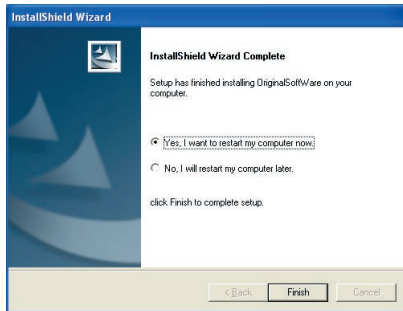 InstallShield Wizard
InstallShield Wizard Complete
Setup has finished installing OriginalSoftWare on your
computer.
Yes, I want to restart my computer now.
No, I will restart my computer later.
click Finish to complete setup.
< Back
Finish
Cancel